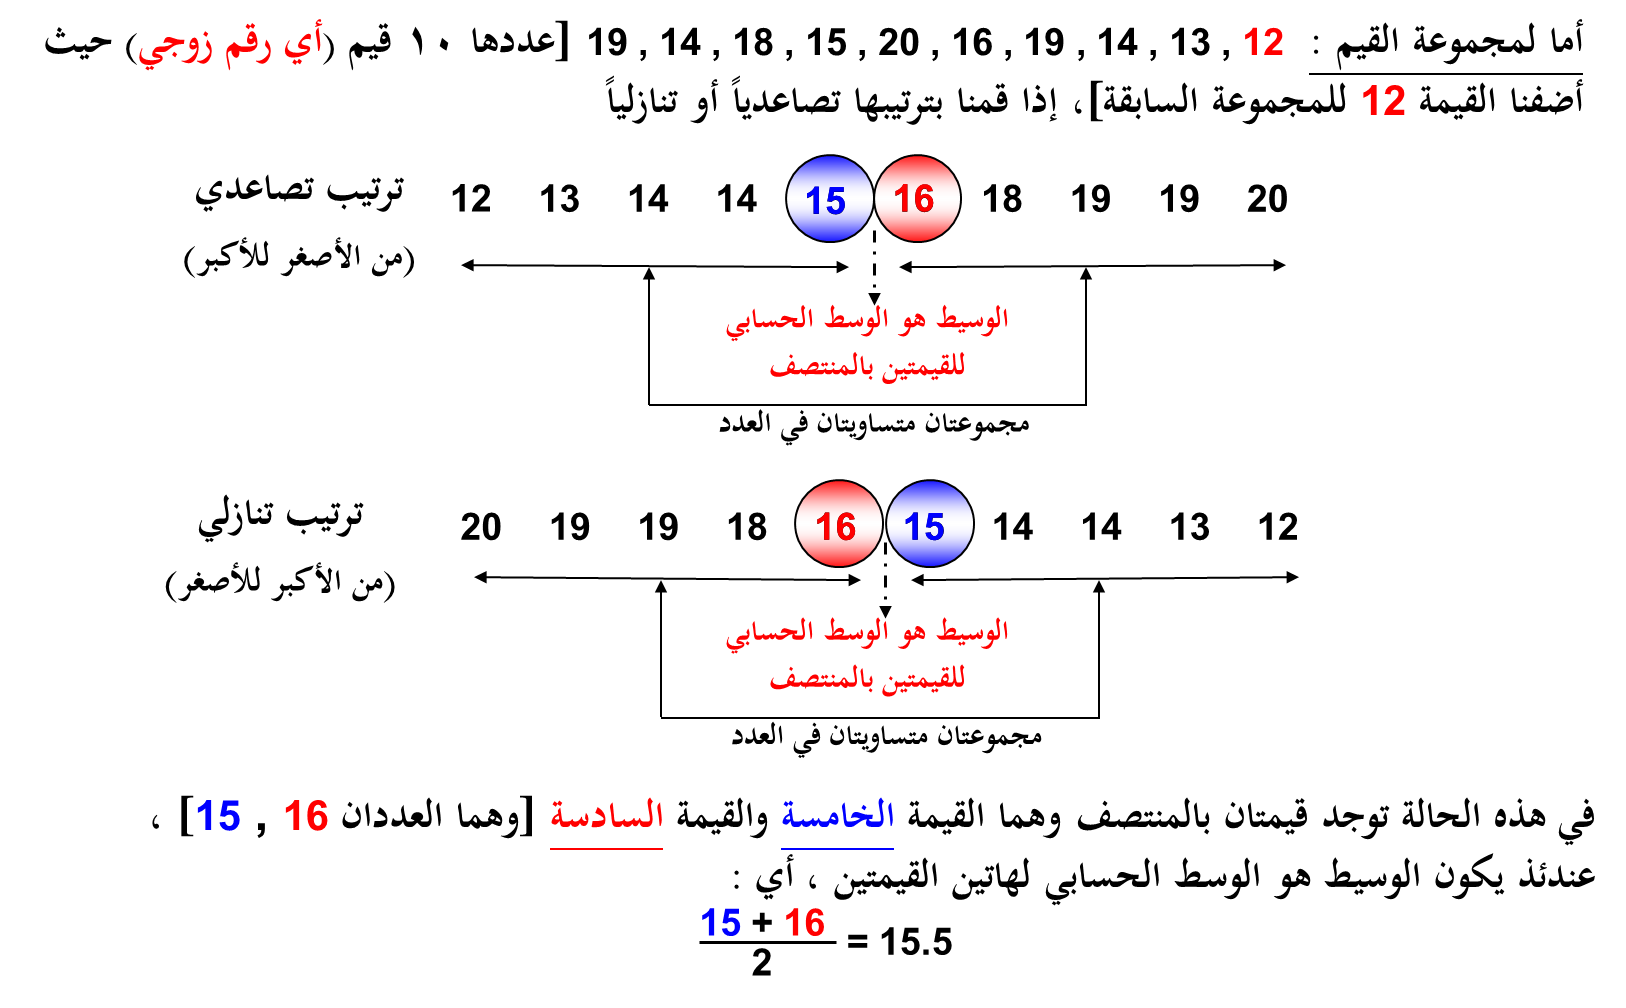 أما لمجموعة القيم : 19 , 14 , 18 , 15 , 20 , 16 , 19 , 14 , 13 , 12 [عددها ١٠ قيم (أي رقم زوجي) حيث
أضفنا القيمة 12 للمجموعة السابقة]، إذا قمنا بترتيبها تصاعدياً أو تنازلياً
ترتيب تصاعدي 12 13 14 14 15 16 18 19 19 20
(من الأصغر للأكبر)
الوسيط هو الوسط الحسابي
للقيمتين بالمنتصف
مجموعتان متساويتان في العدد
ترتيب تنازلي 20 19 19 18 16 15 14 14 13 12
(من الأكبر للأصغر)
الوسيط هو الوسط الحسابي
للقيمتين بالمنتصف
مجموعتان متساويتان في العدد
في هذه الحالة توجد قيمتان بالمنتصف وهما القيمة الخامسة والقيمة السادسة [وهما العددان 15 , 16] ،
عندئذ يكون الوسيط هو الوسط الحسابي لهاتين القيمتين ، أي :
15 + 16
= 15.5
2